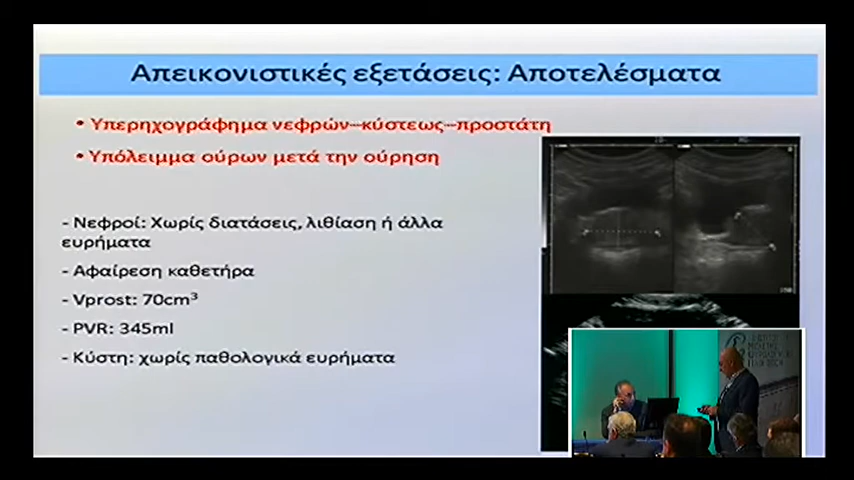 Απεικονιστικές εξετάσεις: Αποτελέσματα
• Υπερηχογράφημα νεφρών–κύστεως–προστάτη
• Υπόλειμμα ούρων μετά την ούρηση
- Νεφροί: Χωρίς διατάσεις, λιθίαση ή άλλα
ευρήματα
- Αφαίρεση καθετήρα
- Vprost: 70cm³
- PVR: 345ml
- Κύστη: χωρίς παθολογικά ευρήματα